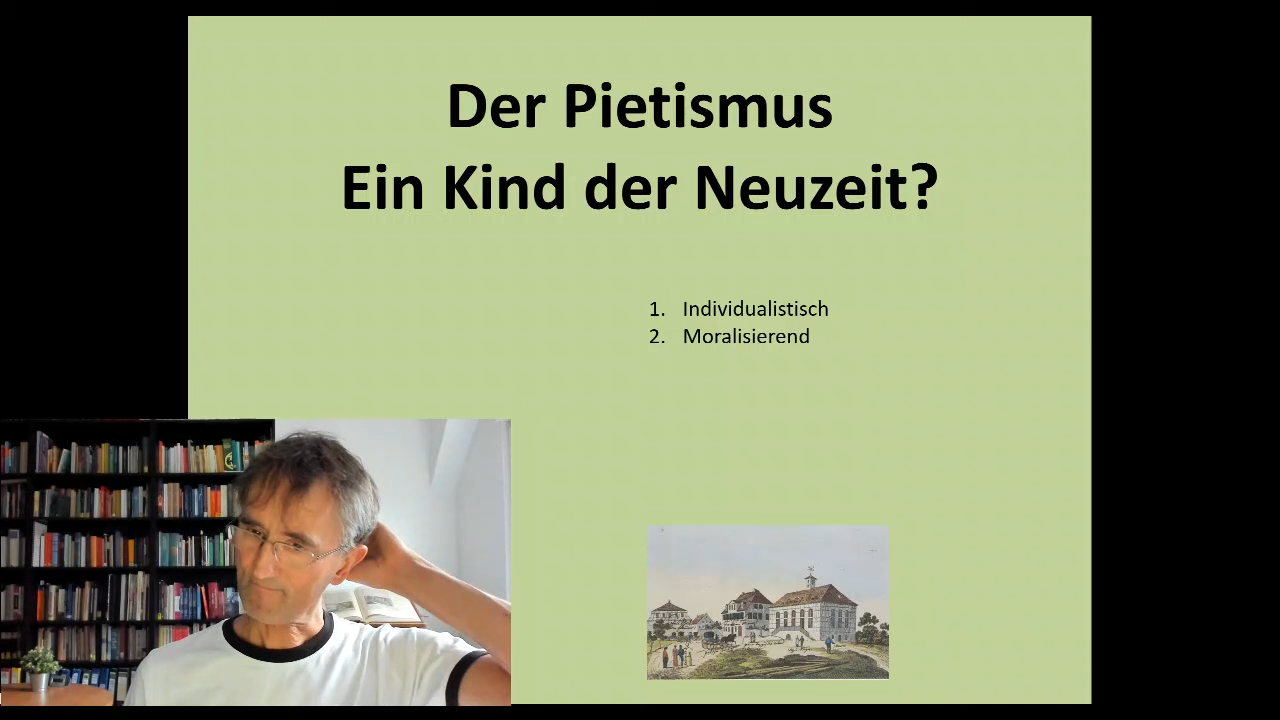 Der Pietismus
Ein Kind der Neuzeit?
1. Individualistisch
2. Moralisierend